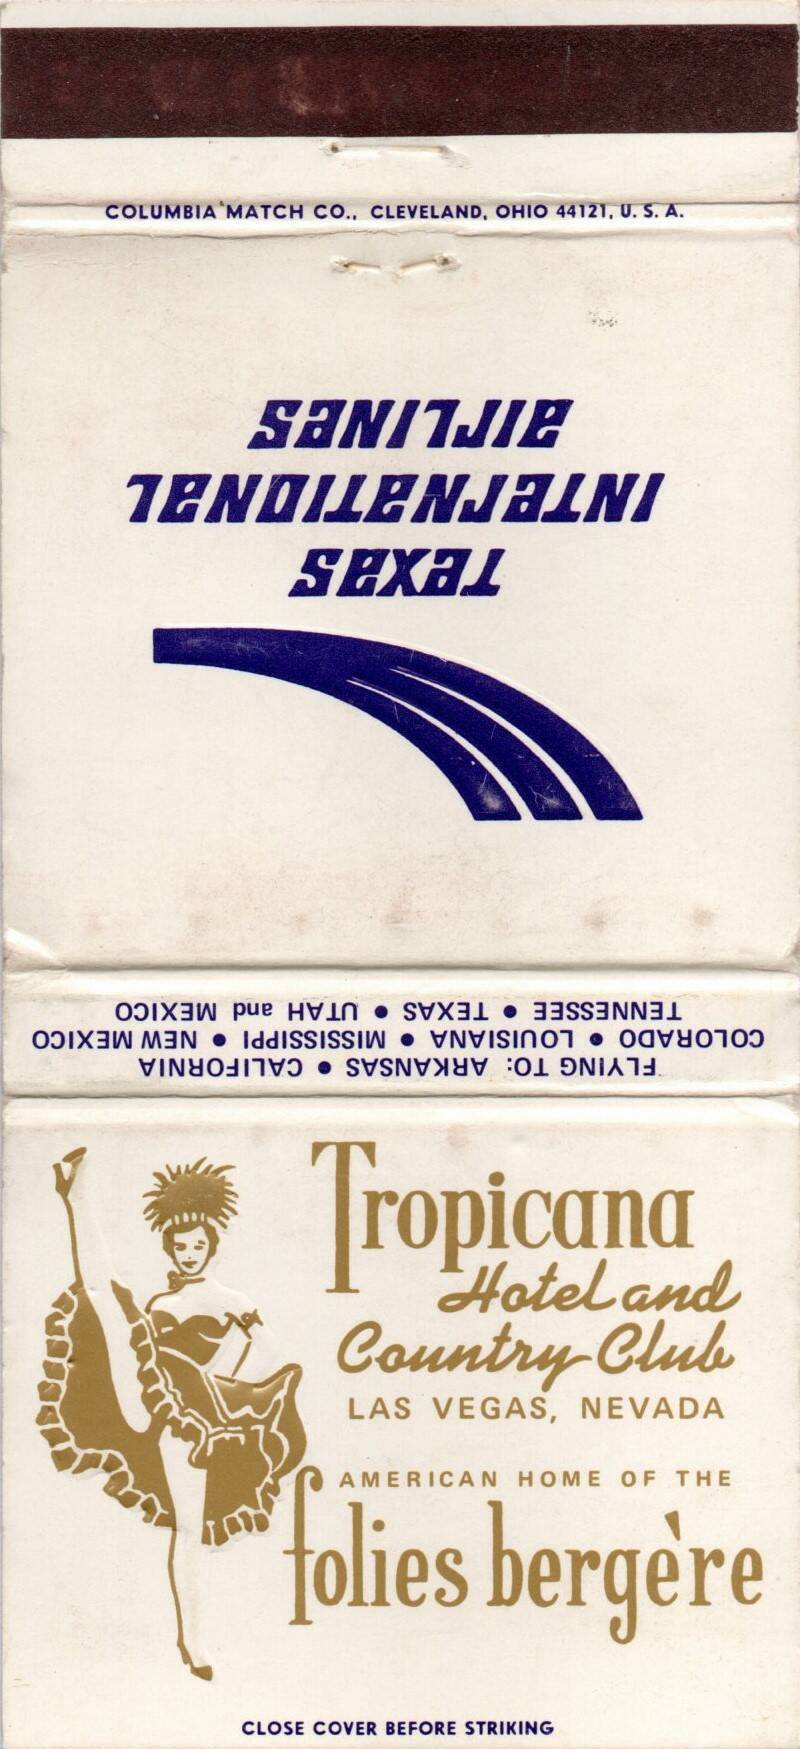 COLUMBIA MATCH CO., CLEVELAND, OHIO 44121, U. S. A.
TEXAS
INTERNATIONAL
AIRLINES
FLYING TO: ARKANSAS • CALIFORNIA
COLORADO • LOUISIANA • MISSISSIPPI • NEW MEXICO
TENNESSEE • TEXAS • UTAH and MEXICO
Tropicana
Hotel and
Country Club
LAS VEGAS, NEVADA
AMERICAN HOME OF THE
folies bergère
CLOSE COVER BEFORE STRIKING